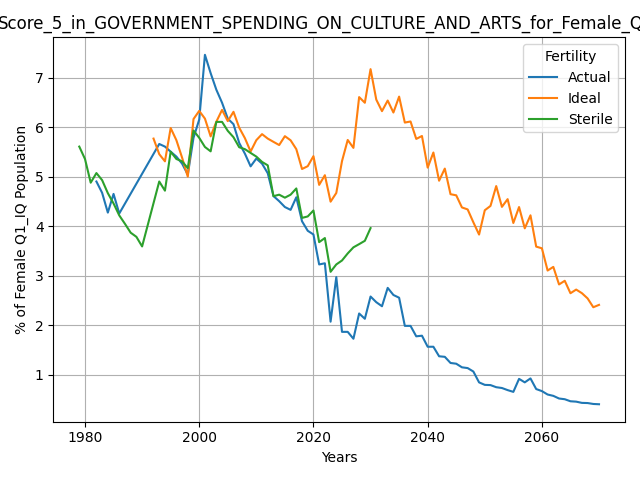 Score_5_in_GOVERNMENT_SPENDING_ON_CULTURE_AND_ARTS_for_Female_Q
Fertility
Actual
Ideal
Sterile
% of Female Q1_IQ Population
7
6
5
4
3
2
1
1980 2000 2020 2040 2060
Years